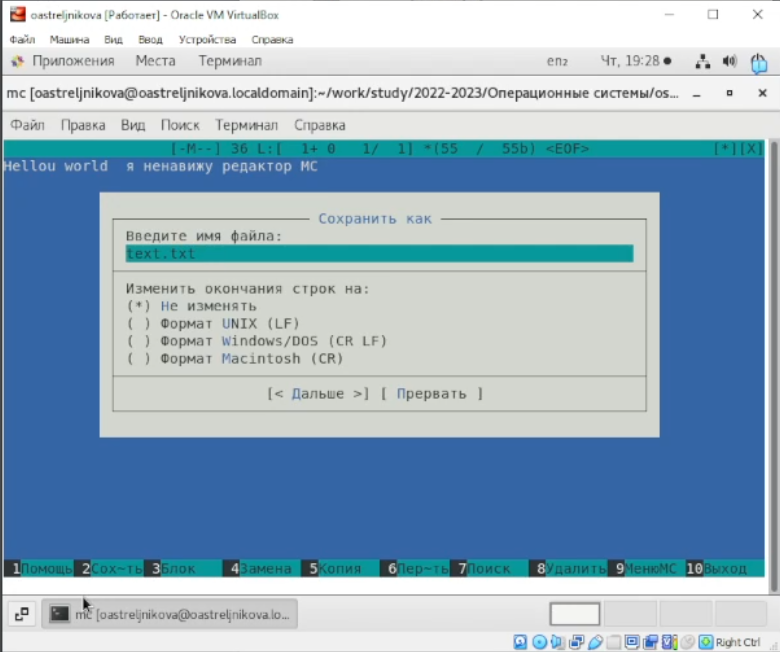 oastreljnikova [Работает] - Oracle VM VirtualBox
Файл Машина Вид Ввод Устройства Справка
Приложения Места Терминал en₂ Чт, 19:28
mc [oastreljnikova@oastreljnikova.localdomain]:~/work/study/2022-2023/Операционные системы/os...
Файл Правка Вид Поиск Терминал Справка
[-M--] 36 L:[ 1+ 0 1/ 1] *(55 / 55b) <EOF> [*][X]
Hellou world я ненавижу редактор MC
Сохранить как
Введите имя файла:
text.txt
Изменить окончания строк на:
(*) Не изменять
( ) Формат UNIX (LF)
( ) Формат Windows/DOS (CR LF)
( ) Формат Macintosh (CR)
[< Дальше >] [ Прервать ]
1Помощь 2Сох~ть 3Блок 4Замена 5Копия 6Пер~ть 7Поиск 8Удалить 9МенюMC 10Выход
mc [oastreljnikova@oastreljnikova.lo...
Right Ctrl